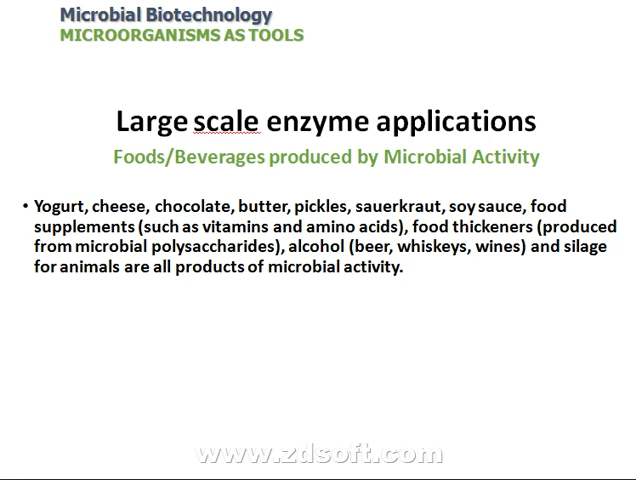 Microbial Biotechnology
MICROORGANISMS AS TOOLS
Large scale enzyme applications
Foods/Beverages produced by Microbial Activity
• Yogurt, cheese, chocolate, butter, pickles, sauerkraut, soy sauce, food
supplements (such as vitamins and amino acids), food thickeners (produced
from microbial polysaccharides), alcohol (beer, whiskeys, wines) and silage
for animals are all products of microbial activity.
www.zdsoft.com